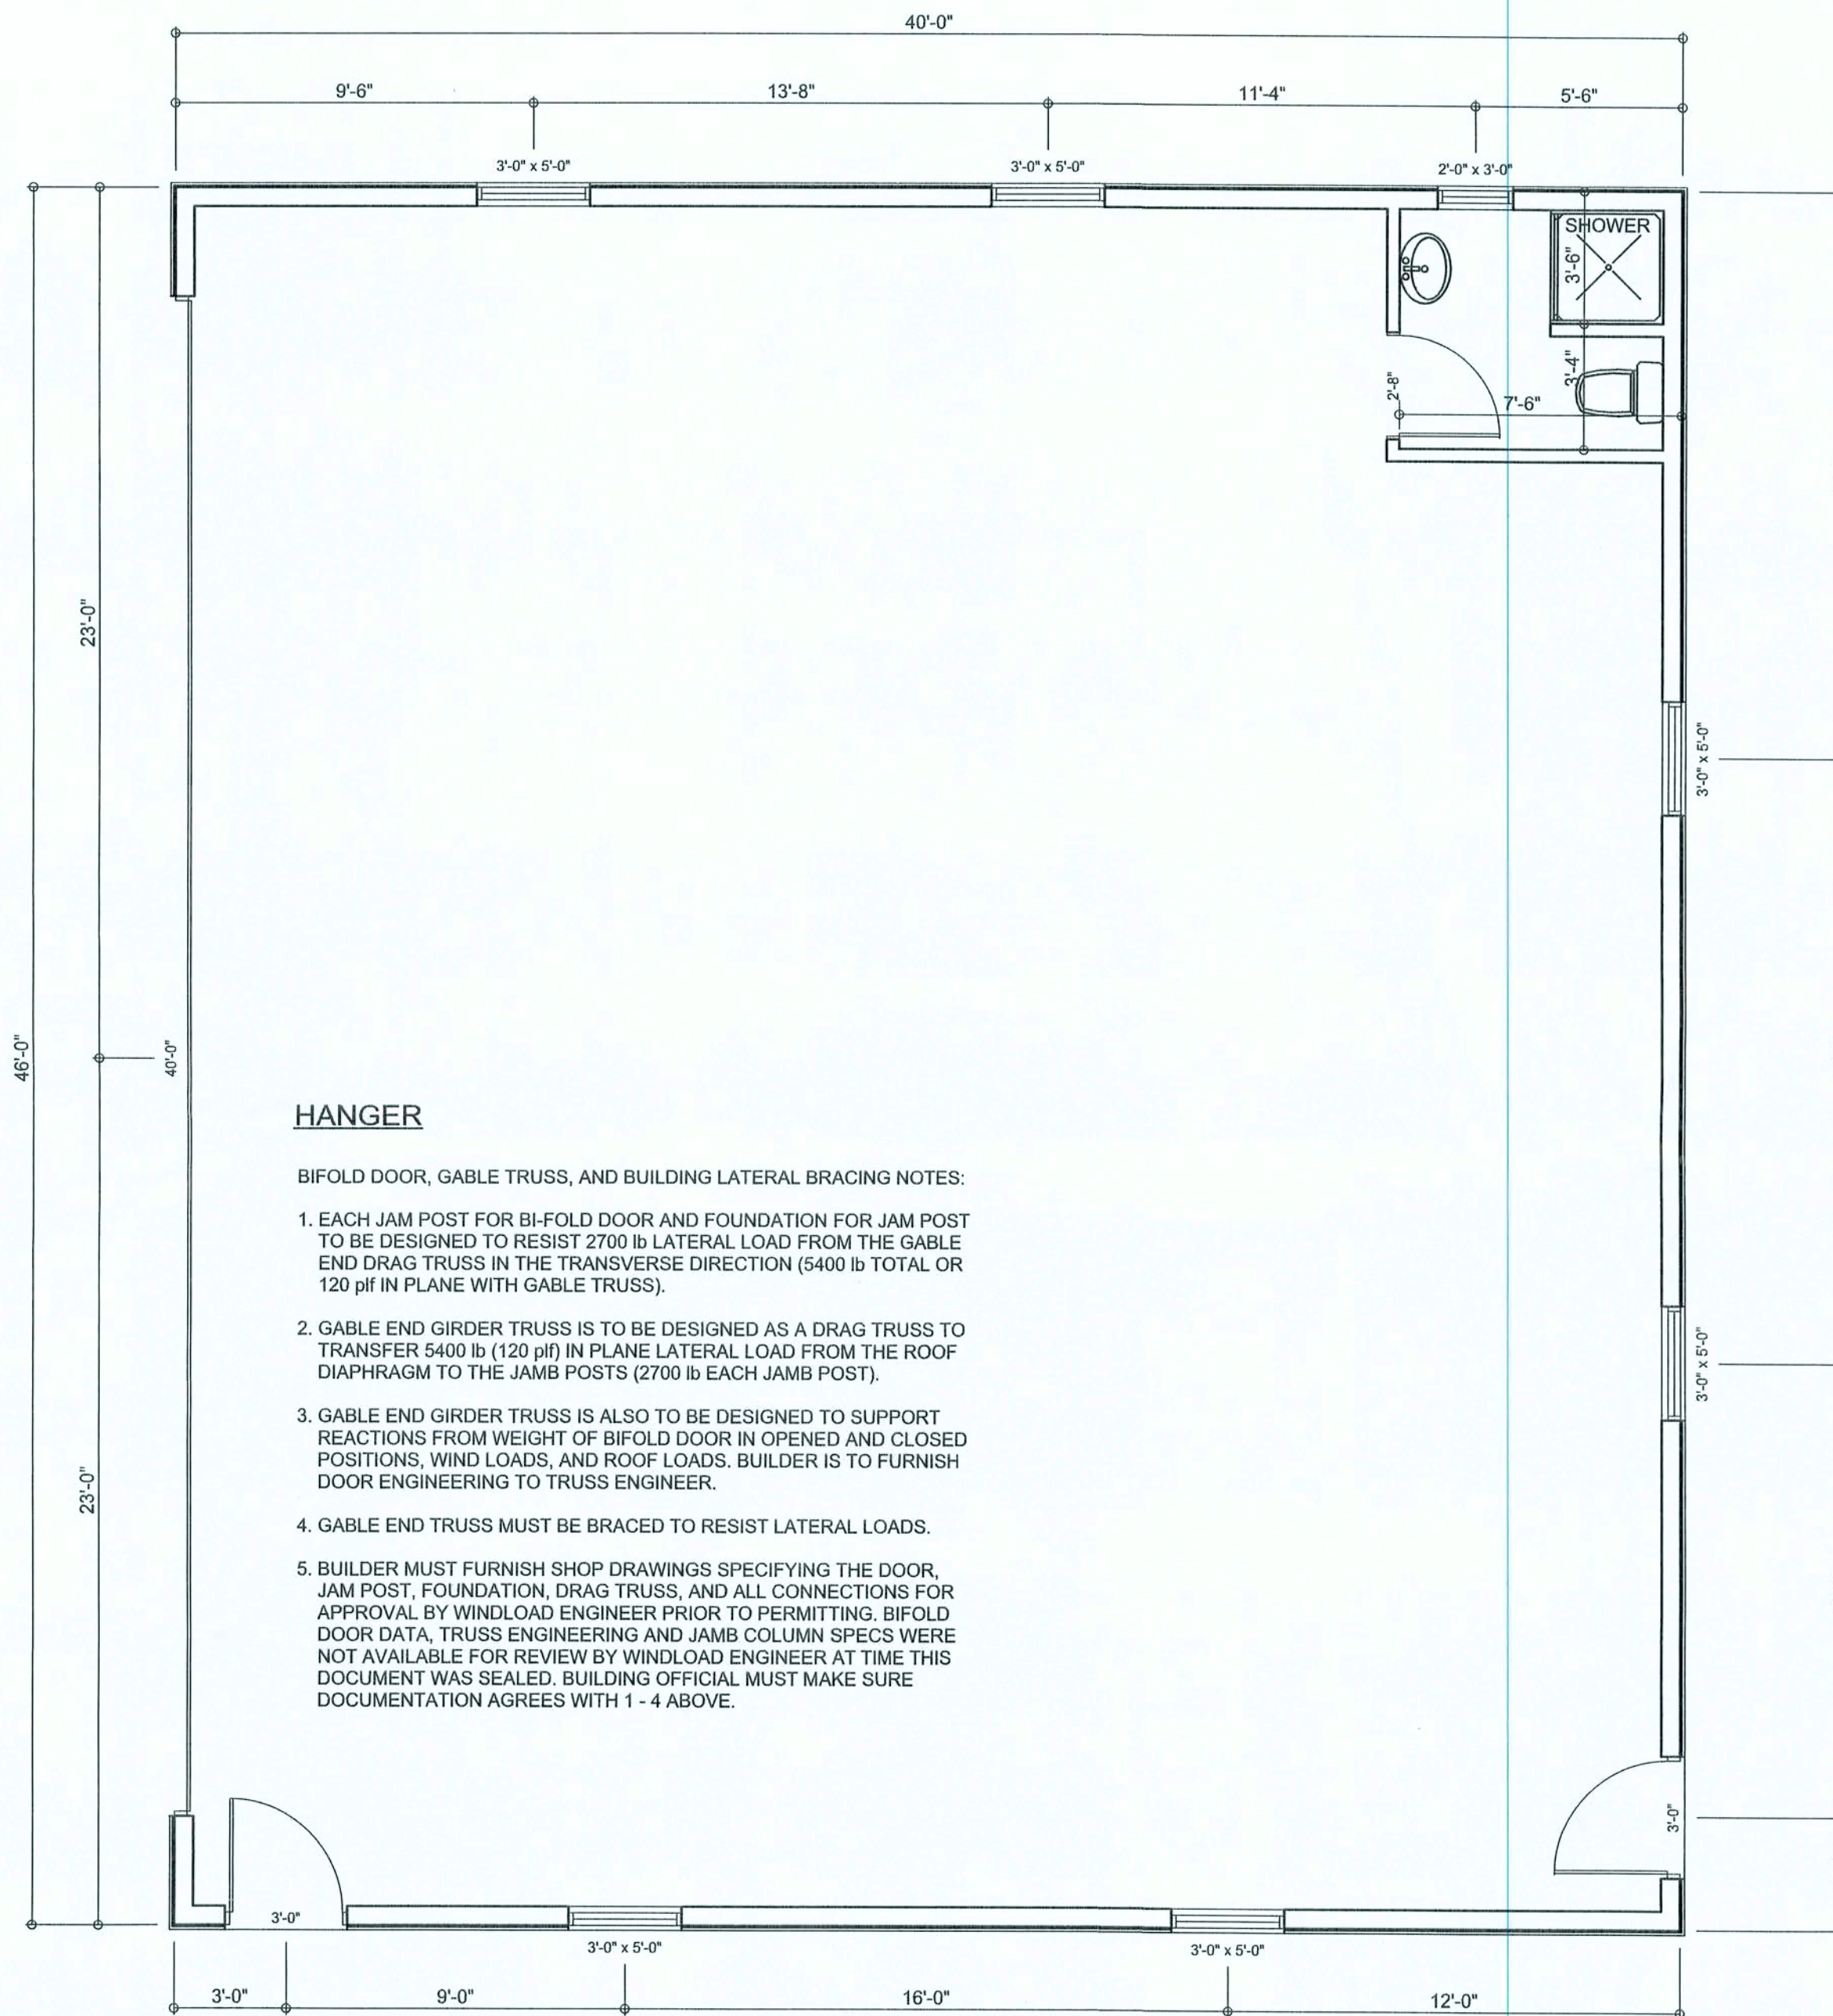 40'-0"
9'-6"
13'-8"
11'-4"
5'-6"
3'-0" x 5'-0"
3'-0" x 5'-0"
2'-0" x 3'-0"
SHOWER
3'-6"
3'-4"
2'-8"
7'-6"
23'-0"
3'-0" x 5'-0"
46'-0"
40'-0"
HANGER
BIFOLD DOOR, GABLE TRUSS, AND BUILDING LATERAL BRACING NOTES:
1. EACH JAM POST FOR BI-FOLD DOOR AND FOUNDATION FOR JAM POST
TO BE DESIGNED TO RESIST 2700 lb LATERAL LOAD FROM THE GABLE
END DRAG TRUSS IN THE TRANSVERSE DIRECTION (5400 lb TOTAL OR
120 plf IN PLANE WITH GABLE TRUSS).
2. GABLE END GIRDER TRUSS IS TO BE DESIGNED AS A DRAG TRUSS TO
TRANSFER 5400 lb (120 plf) IN PLANE LATERAL LOAD FROM THE ROOF
DIAPHRAGM TO THE JAMB POSTS (2700 lb EACH JAMB POST).
3. GABLE END GIRDER TRUSS IS ALSO TO BE DESIGNED TO SUPPORT
REACTIONS FROM WEIGHT OF BIFOLD DOOR IN OPENED AND CLOSED
POSITIONS, WIND LOADS, AND ROOF LOADS. BUILDER IS TO FURNISH
DOOR ENGINEERING TO TRUSS ENGINEER.
4. GABLE END TRUSS MUST BE BRACED TO RESIST LATERAL LOADS.
5. BUILDER MUST FURNISH SHOP DRAWINGS SPECIFYING THE DOOR,
JAM POST, FOUNDATION, DRAG TRUSS, AND ALL CONNECTIONS FOR
APPROVAL BY WINDLOAD ENGINEER PRIOR TO PERMITTING. BIFOLD
DOOR DATA, TRUSS ENGINEERING AND JAMB COLUMN SPECS WERE
NOT AVAILABLE FOR REVIEW BY WINDLOAD ENGINEER AT TIME THIS
DOCUMENT WAS SEALED. BUILDING OFFICIAL MUST MAKE SURE
DOCUMENTATION AGREES WITH 1 - 4 ABOVE.
3'-0" x 5'-0"
23'-0"
3'-0"
3'-0"
3'-0" x 5'-0"
3'-0" x 5'-0"
3'-0"
9'-0"
16'-0"
12'-0"